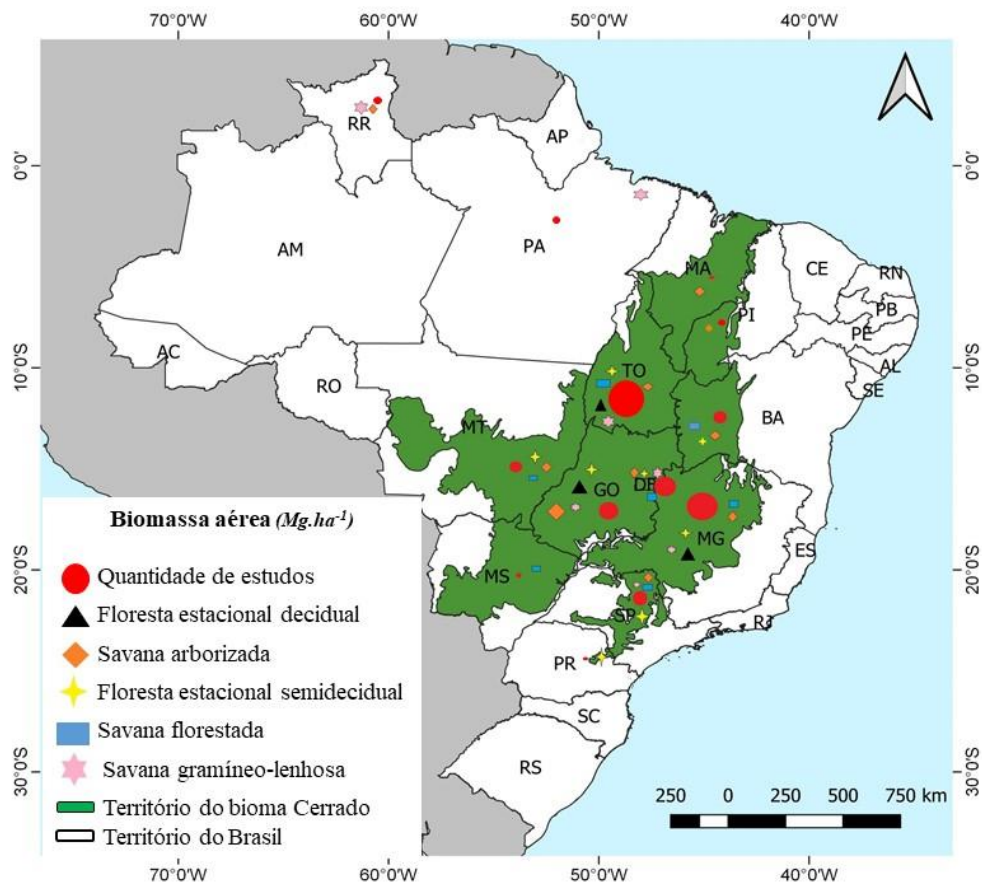 70°0'W 60°0'W 50°0'W 40°0'W
0°0' 0°0'
10°0'S 10°0'S
20°0'S 20°0'S
30°0'S 30°0'S
RR
AP
AM
PA
MA
CE
RN
PB
PI
PE
AC
TO
AL
RO
SE
BA
MT
GO
DF
MG
ES
MS
SP
RJ
PR
SC
RS
Biomassa aérea (Mg.ha⁻¹)
Quantidade de estudos
Floresta estacional decidual
Savana arborizada
Floresta estacional semidecidual
Savana florestada
Savana gramíneo-lenhosa
Território do bioma Cerrado
Território do Brasil
250 0 250 500 750 km
70°0'W 60°0'W 50°0'W 40°0'W